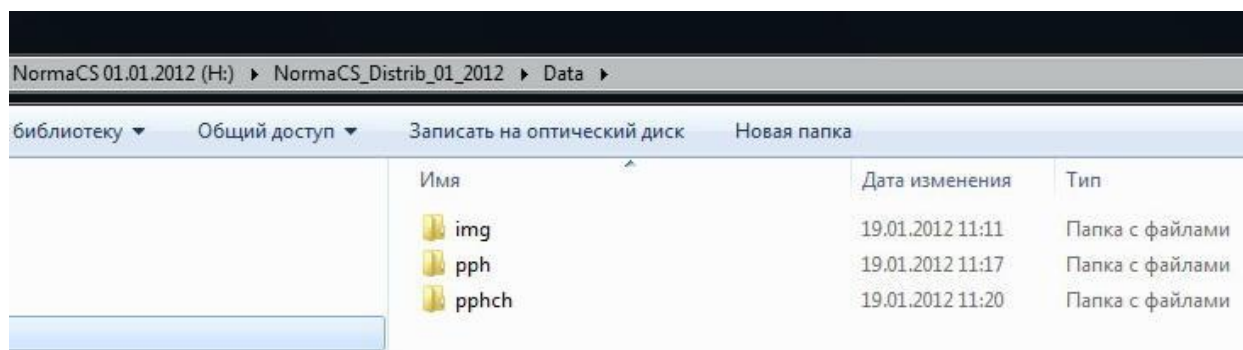 NormaCS 01.01.2012 (H:) ▸ NormaCS_Distrib_01_2012 ▸ Data ▸
библиотеку ▾ Общий доступ ▾ Записать на оптический диск Новая папка
Имя Дата изменения Тип
img 19.01.2012 11:11 Папка с файлами
pph 19.01.2012 11:17 Папка с файлами
pphch 19.01.2012 11:20 Папка с файлами